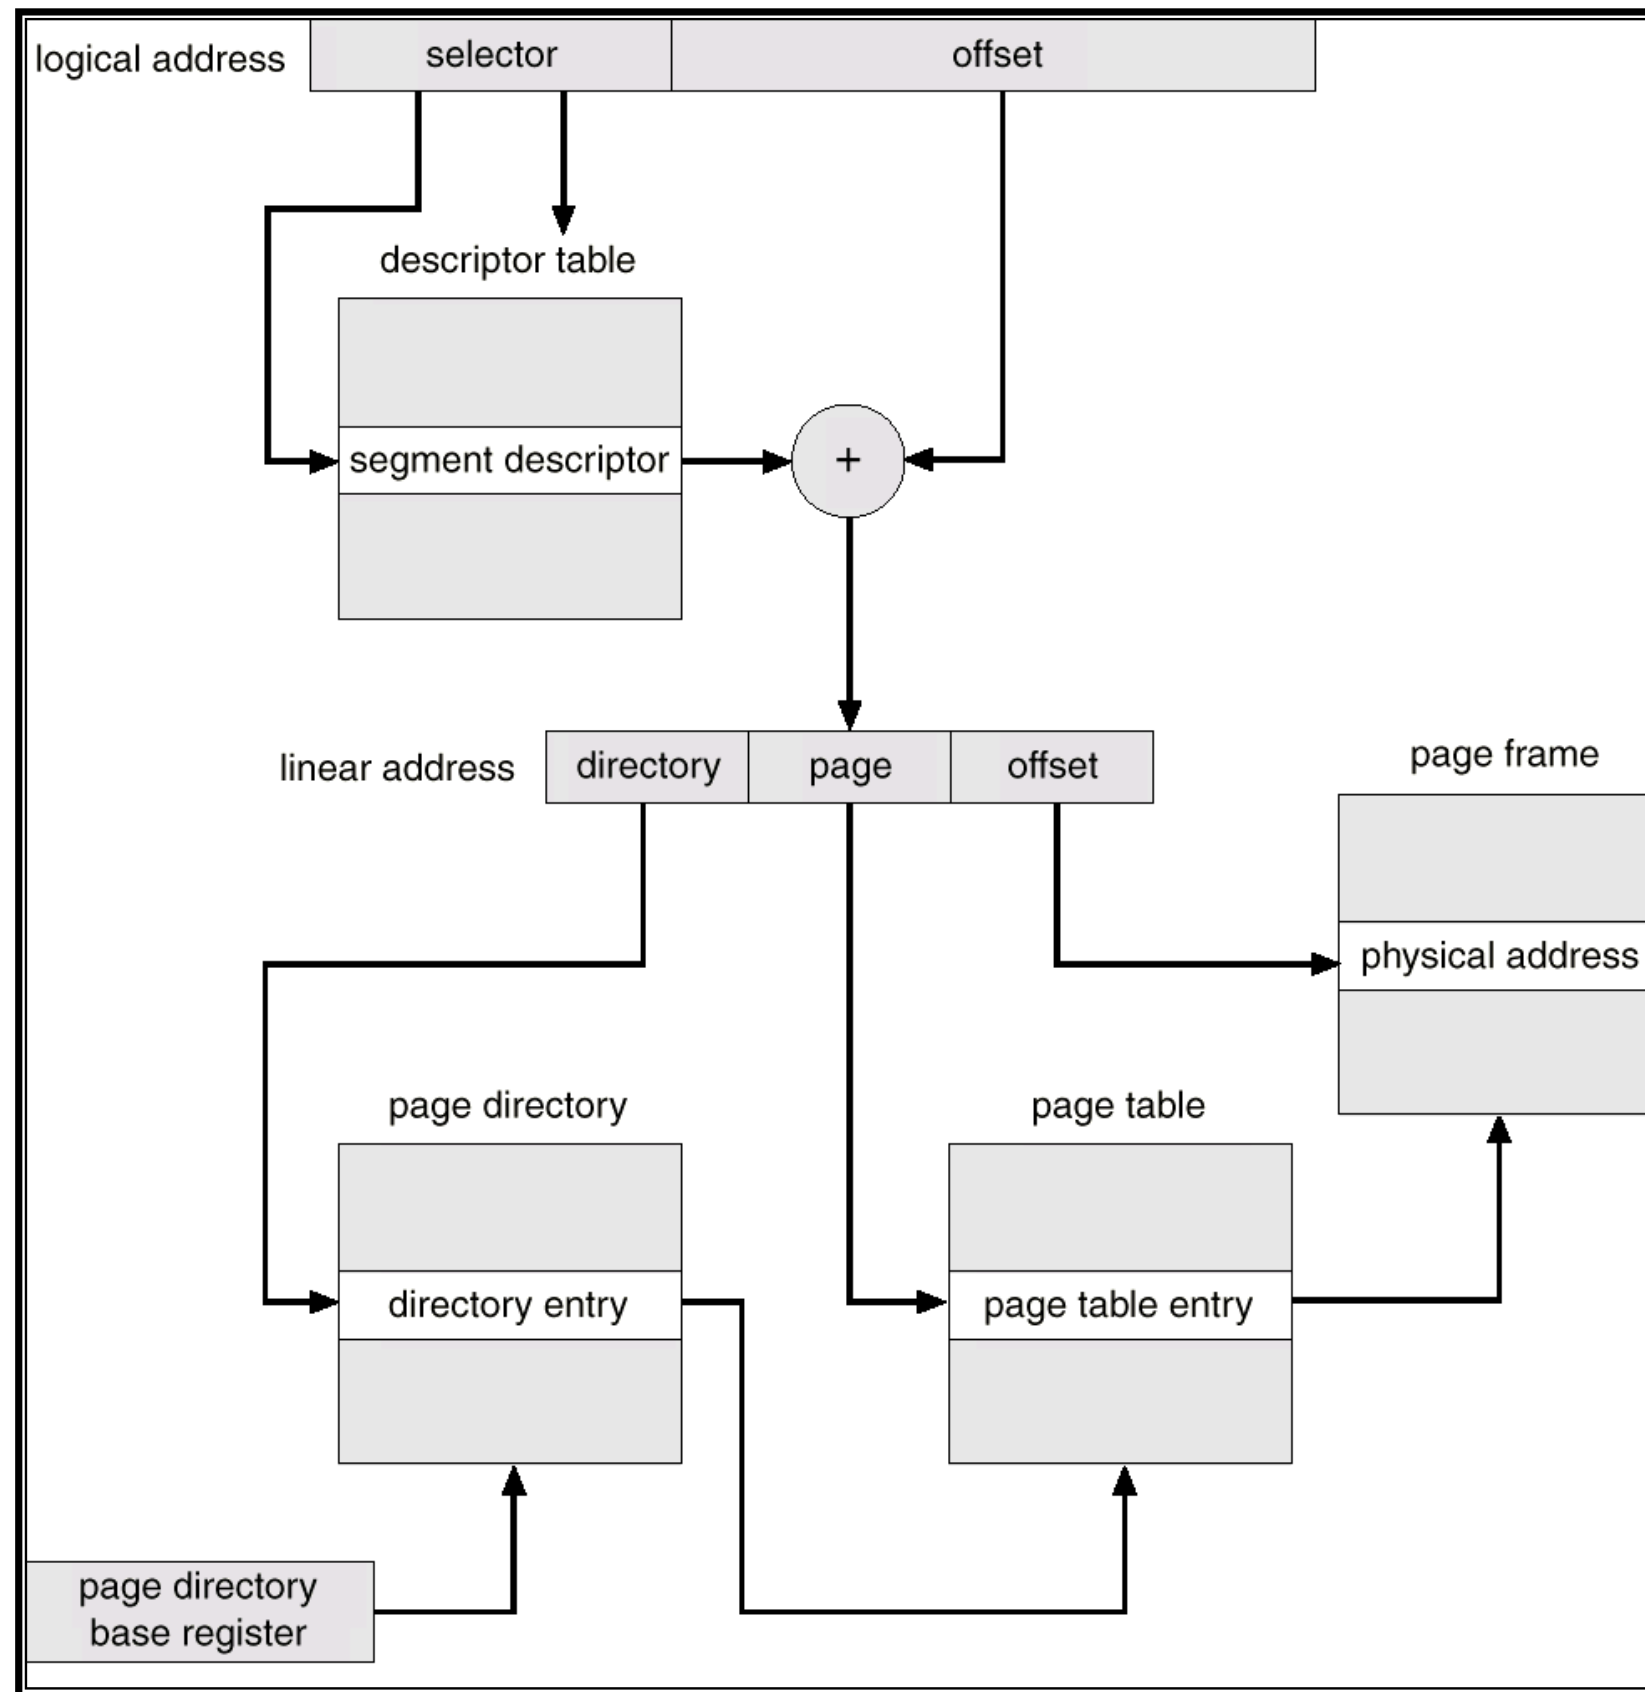 logical address
selector
offset
descriptor table
segment descriptor
+
linear address
directory
page
offset
page frame
physical address
page directory
page table
directory entry
page table entry
page directory
base register